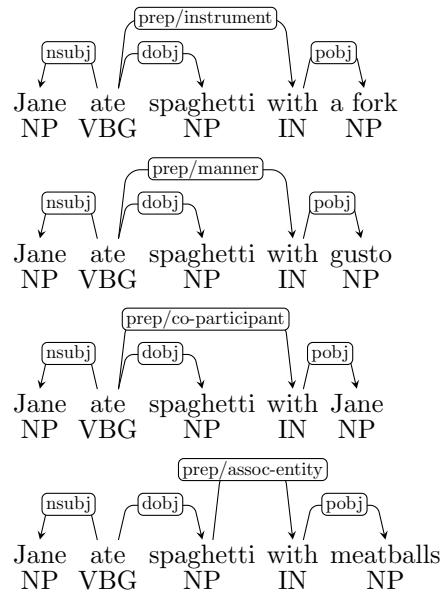 prep/instrument
nsubj dobj pobj
Jane ate spaghetti with a fork
NP VBG NP IN NP
prep/manner
nsubj dobj pobj
Jane ate spaghetti with gusto
NP VBG NP IN NP
prep/co-participant
nsubj dobj pobj
Jane ate spaghetti with Jane
NP VBG NP IN NP
prep/assoc-entity
nsubj dobj pobj
Jane ate spaghetti with meatballs
NP VBG NP IN NP